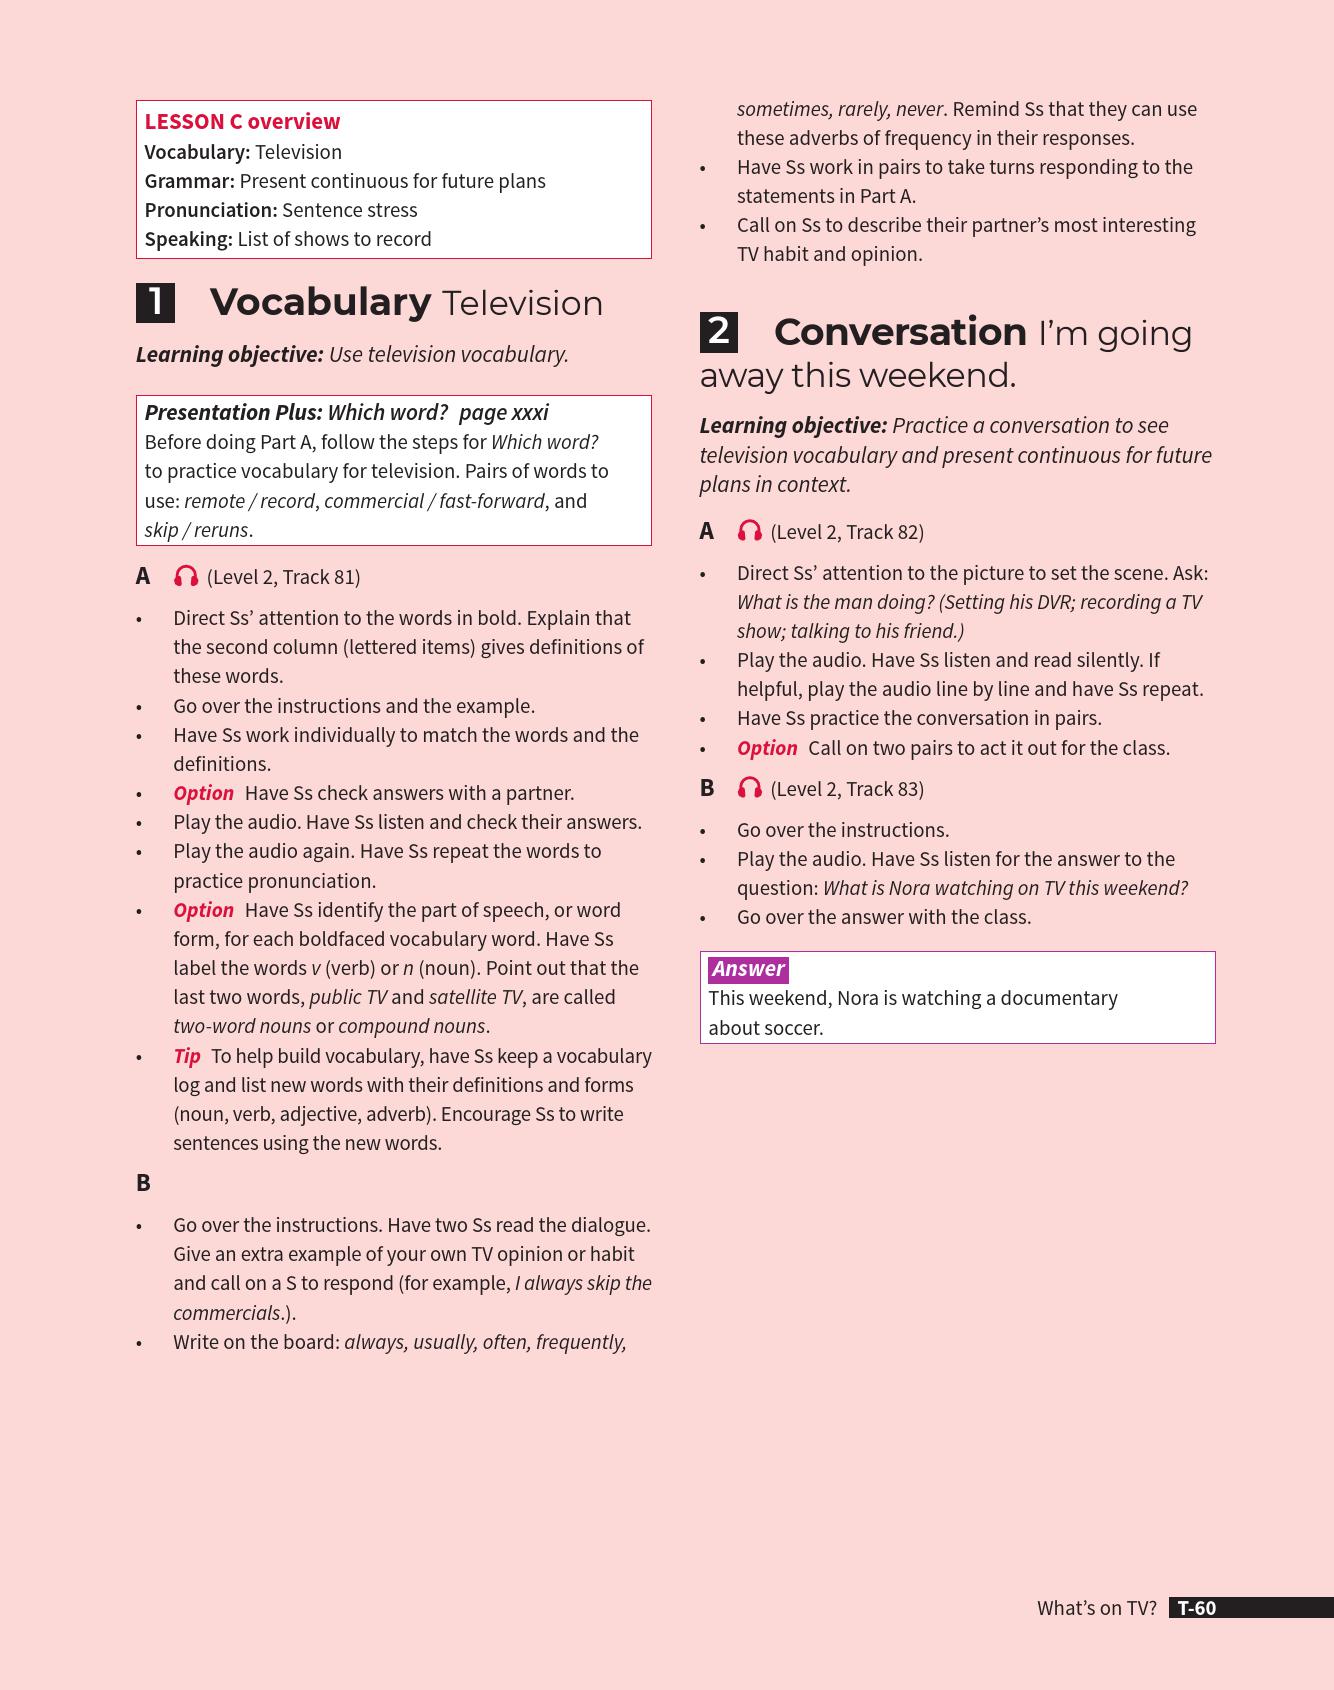 LESSON C overview
Vocabulary: Television
Grammar: Present continuous for future plans
Pronunciation: Sentence stress
Speaking: List of shows to record
1 Vocabulary Television
Learning objective: Use television vocabulary.
Presentation Plus: Which word? page xxxi
Before doing Part A, follow the steps for Which word?
to practice vocabulary for television. Pairs of words to
use: remote / record, commercial / fast-forward, and
skip / reruns.
A (Level 2, Track 81)
• Direct Ss’ attention to the words in bold. Explain that
the second column (lettered items) gives definitions of
these words.
• Go over the instructions and the example.
• Have Ss work individually to match the words and the
definitions.
• Option Have Ss check answers with a partner.
• Play the audio. Have Ss listen and check their answers.
• Play the audio again. Have Ss repeat the words to
practice pronunciation.
• Option Have Ss identify the part of speech, or word
form, for each boldfaced vocabulary word. Have Ss
label the words v (verb) or n (noun). Point out that the
last two words, public TV and satellite TV, are called
two-word nouns or compound nouns.
• Tip To help build vocabulary, have Ss keep a vocabulary
log and list new words with their definitions and forms
(noun, verb, adjective, adverb). Encourage Ss to write
sentences using the new words.
B
• Go over the instructions. Have two Ss read the dialogue.
Give an extra example of your own TV opinion or habit
and call on a S to respond (for example, I always skip the
commercials.).
• Write on the board: always, usually, often, frequently,
sometimes, rarely, never. Remind Ss that they can use
these adverbs of frequency in their responses.
• Have Ss work in pairs to take turns responding to the
statements in Part A.
• Call on Ss to describe their partner’s most interesting
TV habit and opinion.
2 Conversation I’m going
away this weekend.
Learning objective: Practice a conversation to see
television vocabulary and present continuous for future
plans in context.
A (Level 2, Track 82)
• Direct Ss’ attention to the picture to set the scene. Ask:
What is the man doing? (Setting his DVR; recording a TV
show; talking to his friend.)
• Play the audio. Have Ss listen and read silently. If
helpful, play the audio line by line and have Ss repeat.
• Have Ss practice the conversation in pairs.
• Option Call on two pairs to act it out for the class.
B (Level 2, Track 83)
• Go over the instructions.
• Play the audio. Have Ss listen for the answer to the
question: What is Nora watching on TV this weekend?
• Go over the answer with the class.
Answer
This weekend, Nora is watching a documentary
about soccer.
What’s on TV? T-60